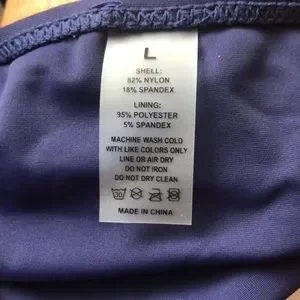 L
SHELL:
82% NYLON
18% SPANDEX
LINING:
95% POLYESTER
5% SPANDEX
MACHINE WASH COLD
WITH LIKE COLORS ONLY
LINE OR AIR DRY
DO NOT IRON
DO NOT DRY CLEAN
30
MADE IN CHINA